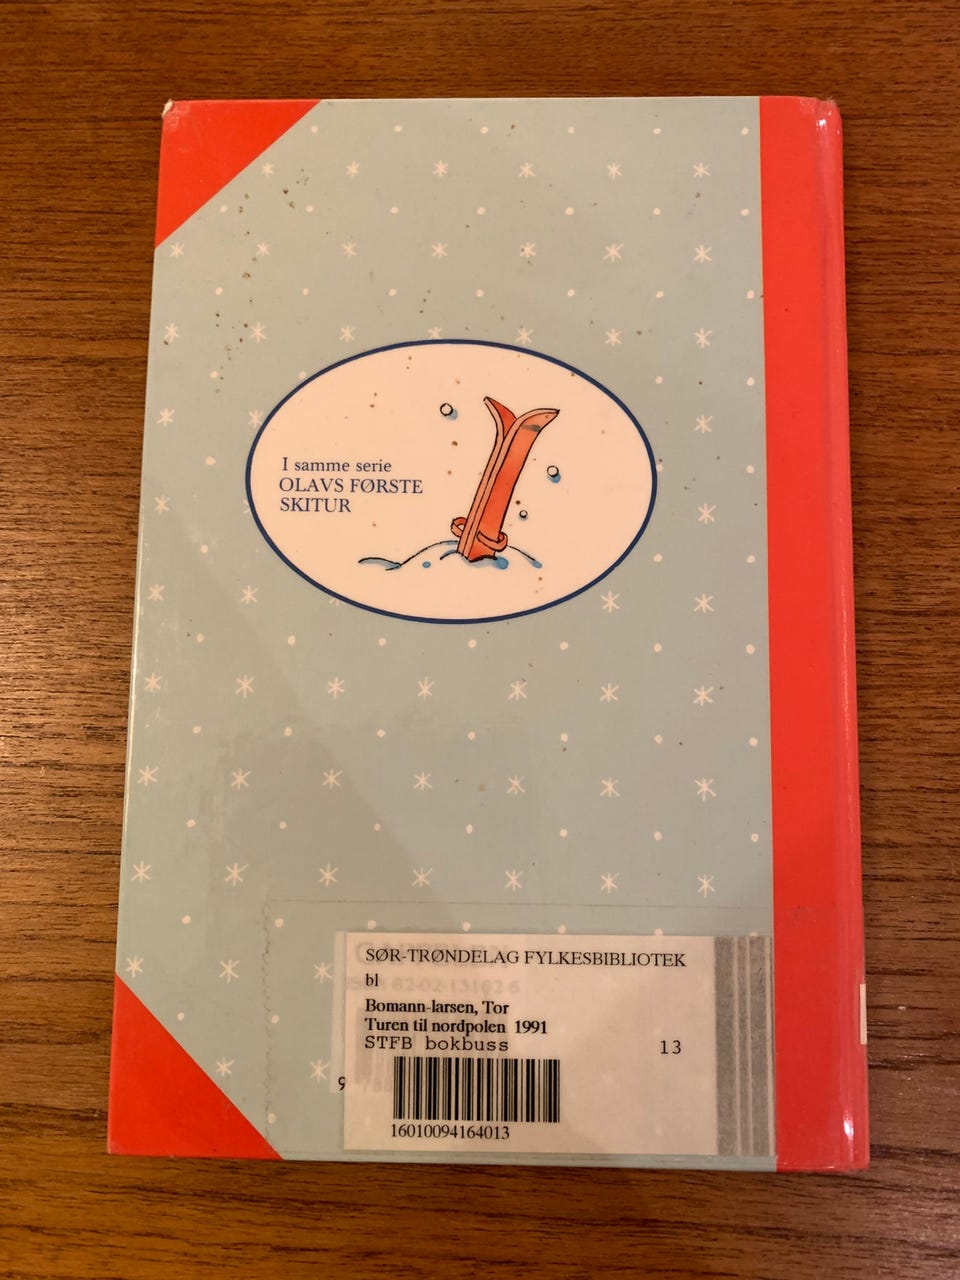 I samme serie
OLAVS FØRSTE
SKITUR
SØR-TRØNDELAG FYLKESBIBLIOTEK
bl
Bomann-larsen, Tor
Turen til nordpolen 1991
STFB bokbuss 13
9
16010094164013